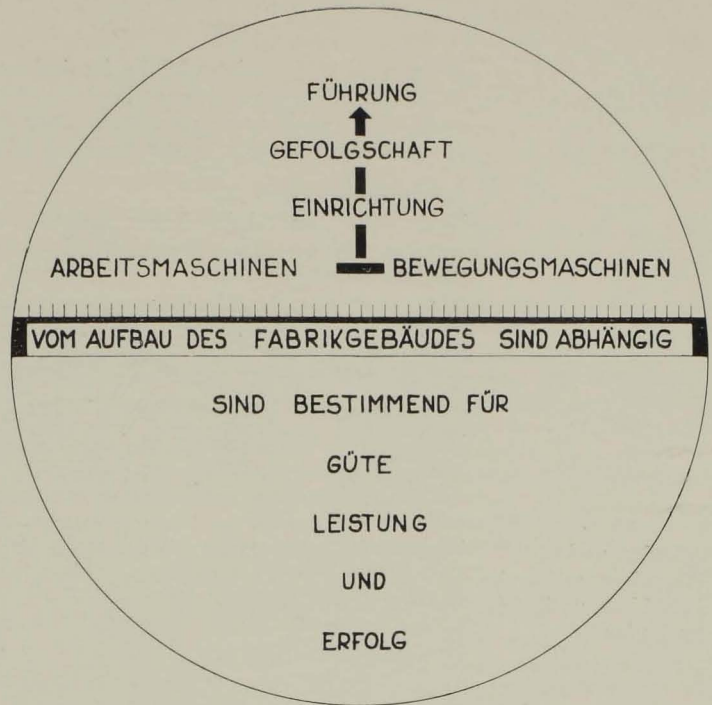 FÜHRUNG
GEFOLGSCHAFT
EINRICHTUNG
ARBEITSMASCHINEN BEWEGUNGSMASCHINEN
VOM AUFBAU DES FABRIKGEBÄUDES SIND ABHÄNGIG
SIND BESTIMMEND FÜR
GÜTE
LEISTUNG
UND
ERFOLG